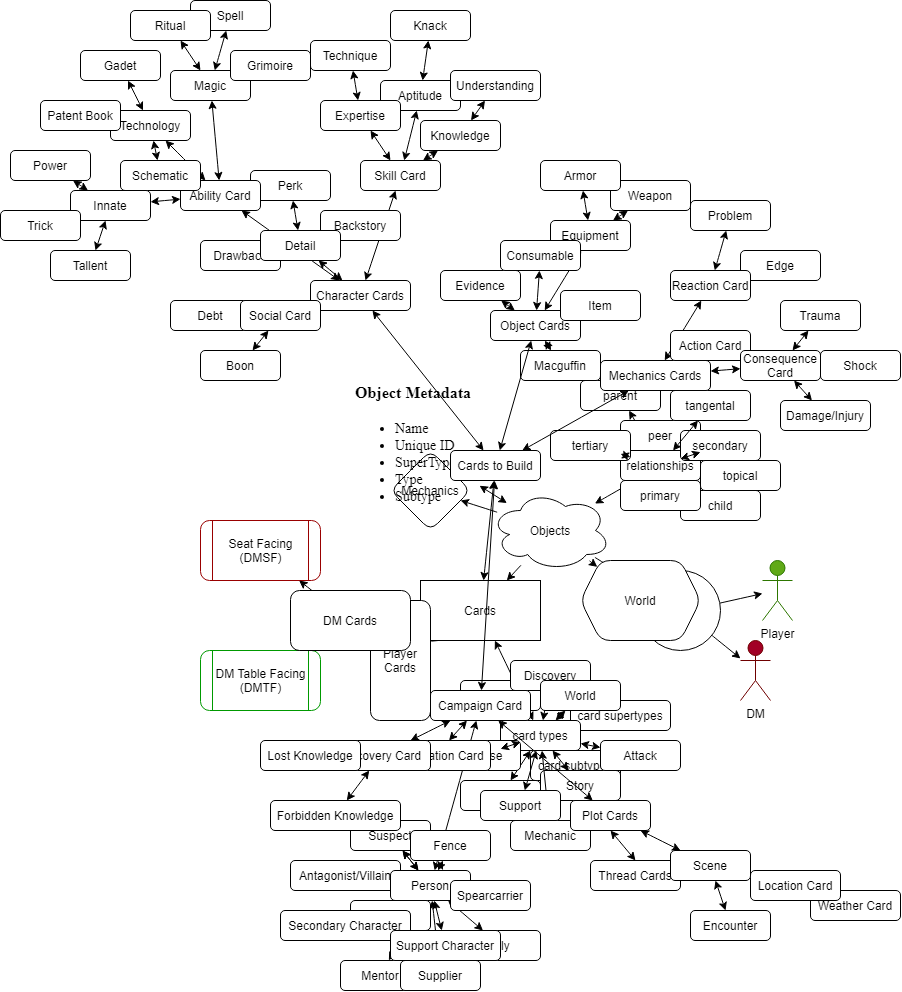 Spell
Ritual
Knack
Technique
Gadet
Grimoire
Magic
Understanding
Aptitude
Patent Book
Technology
Expertise
Knowledge
Power
Schematic
Skill Card
Armor
Perk
Ability Card
Weapon
Innate
Problem
Trick
Backstory
Equipment
Detail
Drawbac
Consumable
Tallent
Edge
Evidence
Reaction Card
Character Cards
Item
Debt
Social Card
Trauma
Object Cards
Action Card
Boon
Macguffin
Consequence
Card
Shock
Mechanics Cards
Object Metadata
parent
tangental
Damage/Injury
Name
peer
Unique ID
tertiary
secondary
SuperTyp
Cards to Build
relationships
Type
topical
Mechanics
Subtype
primary
child
Objects
Seat Facing
(DMSF)
World
Cards
DM Cards
Player
Player
Cards
DM Table Facing
(DMTF)
Discovery
World
Campaign Card
DM
card supertypes
card types
Lost Knowledge
overy Card
ation Card
se
Attack
card subtyp
Story
Support
Forbidden Knowledge
Plot Cards
Suspect
Mechanic
Fence
Scene
Antagonist/Villain
Thread Cards
Person
Location Card
Spearcarrier
Weather Card
Secondary Character
Encounter
Support Character
ly
Mentor
Supplier